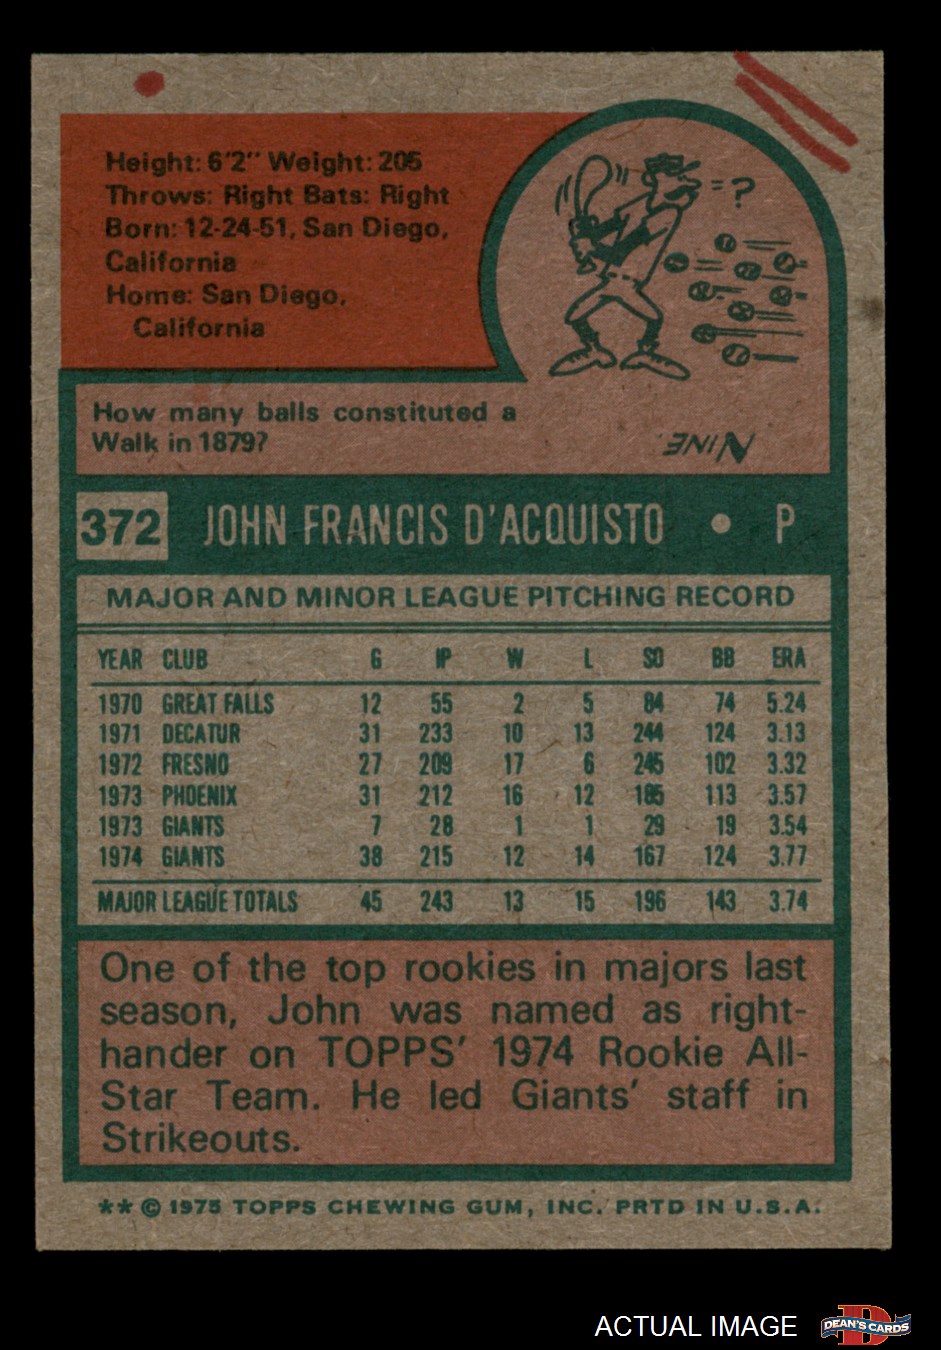 Height: 6'2" Weight: 205
Throws: Right Bats: Right
Born: 12-24-51, San Diego,
California
Home: San Diego,
California
= ?
How many balls constituted a
Walk in 1879?
NINE.
372 JOHN FRANCIS D'ACQUISTO • P
MAJOR AND MINOR LEAGUE PITCHING RECORD
YEAR CLUB G IP W L SO BB ERA
1970 GREAT FALLS 12 55 2 5 84 74 5.24
1971 DECATUR 31 233 10 13 244 124 3.13
1972 FRESNO 27 209 17 6 245 102 3.32
1973 PHOENIX 31 212 16 12 185 113 3.57
1973 GIANTS 7 28 1 1 29 19 3.54
1974 GIANTS 38 215 12 14 167 124 3.77
MAJOR LEAGUE TOTALS 45 243 13 15 196 143 3.74
One of the top rookies in majors last
season, John was named as right-
hander on TOPPS' 1974 Rookie All-
Star Team. He led Giants' staff in
Strikeouts.
** © 1975 TOPPS CHEWING GUM, INC. PRTD IN U.S.A.
ACTUAL IMAGE
D
DEAN'S CARDS